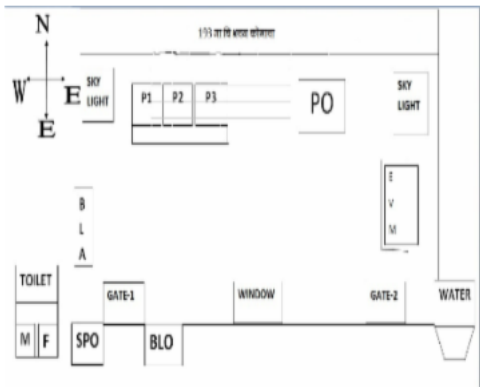 N
W E
E
SKY
LIGHT
P1 P2 P3
PO
SKY
LIGHT
E
V
M
B
L
A
TOILET
M F
GATE-1
WINDOW
GATE-2
WATER
SPO
BLO